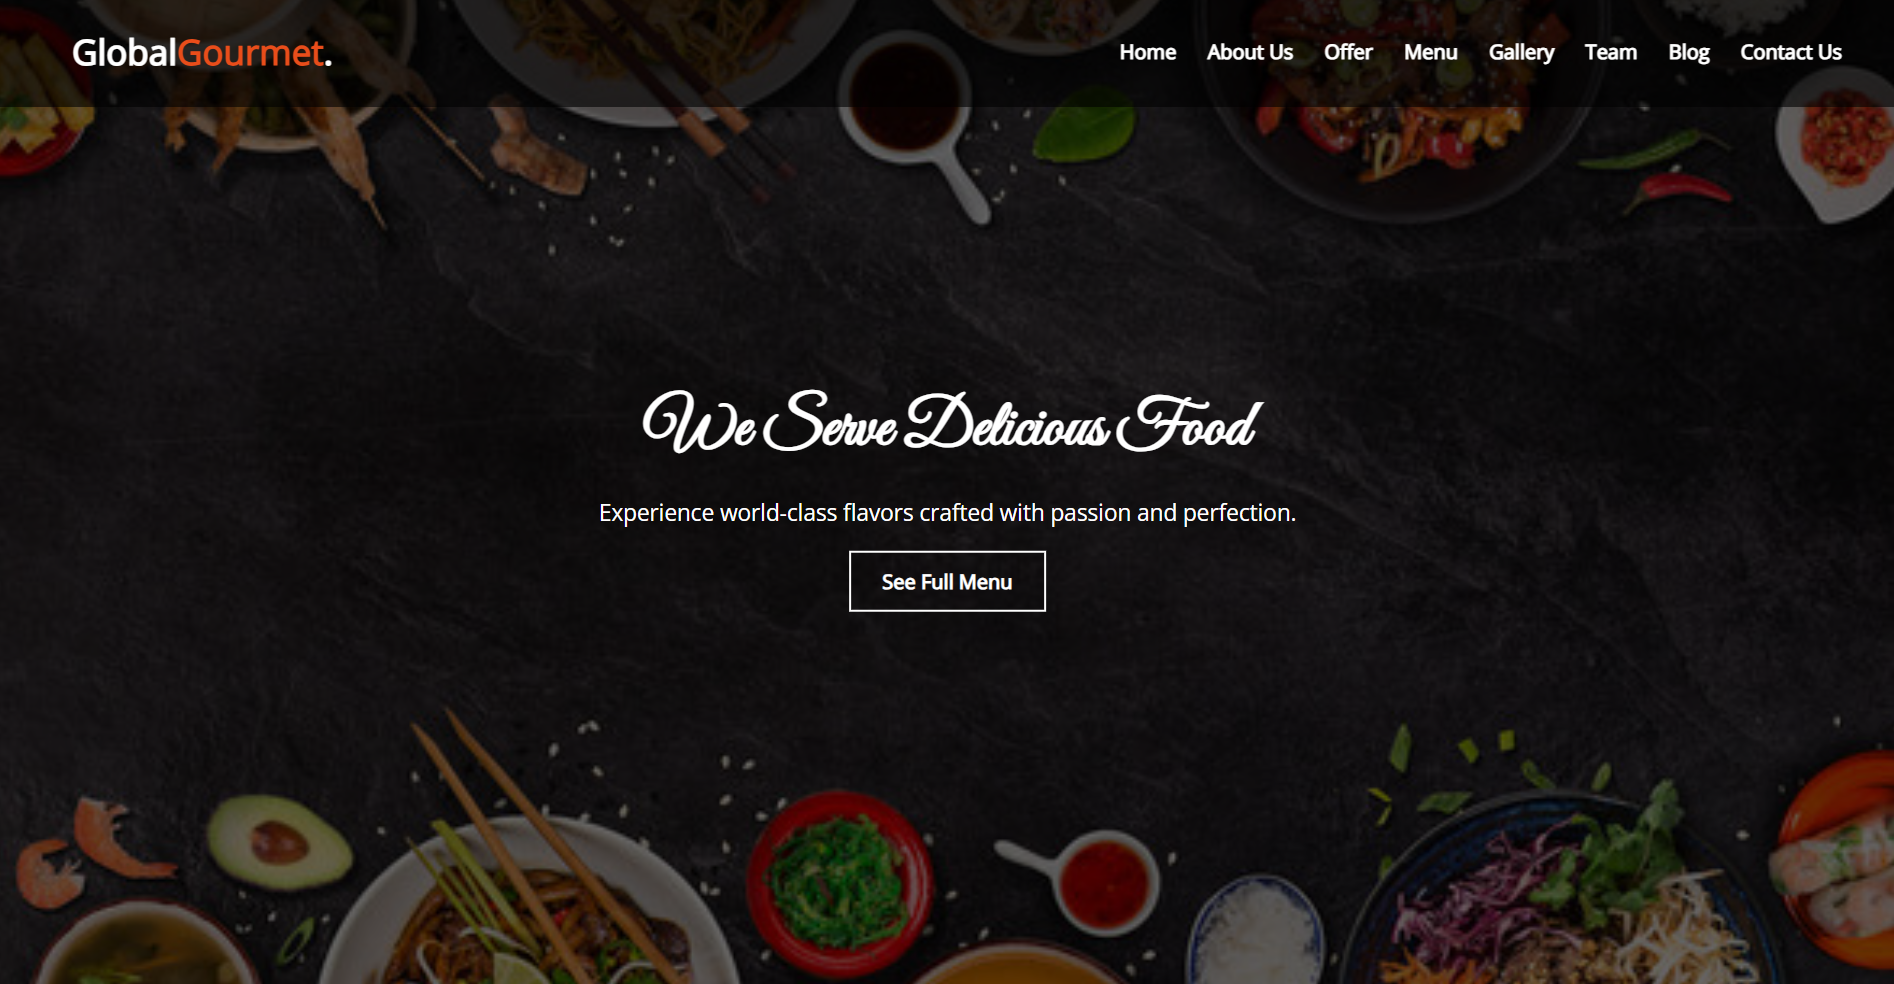 GlobalGourmet.
Home About Us Offer Menu Gallery Team Blog Contact Us
We Serve Delicious Food
Experience world-class flavors crafted with passion and perfection.
See Full Menu